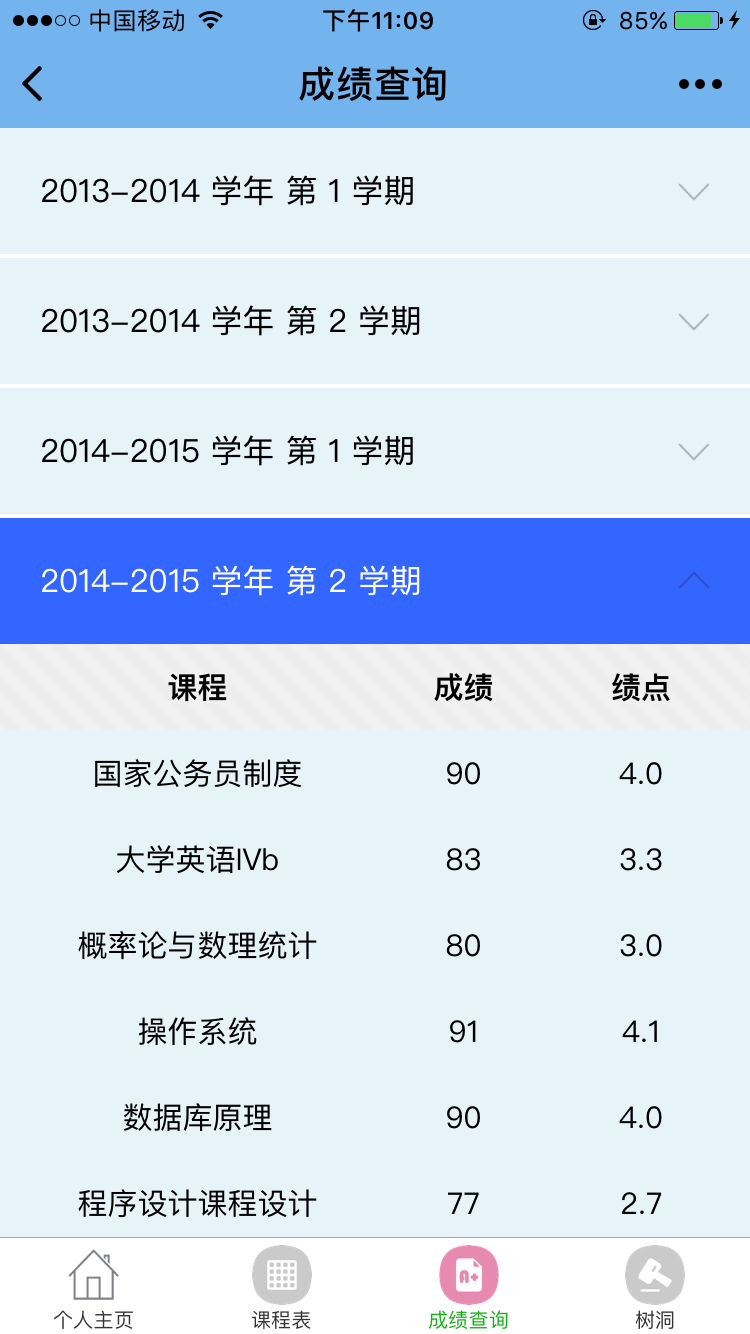 中国移动 下午11:09 85%
成绩查询
2013-2014 学年 第 1 学期
2013-2014 学年 第 2 学期
2014-2015 学年 第 1 学期
2014-2015 学年 第 2 学期
课程 成绩 绩点
国家公务员制度 90 4.0
大学英语IVb 83 3.3
概率论与数理统计 80 3.0
操作系统 91 4.1
数据库原理 90 4.0
程序设计课程设计 77 2.7
A+
个人主页 课程表 成绩查询 树洞